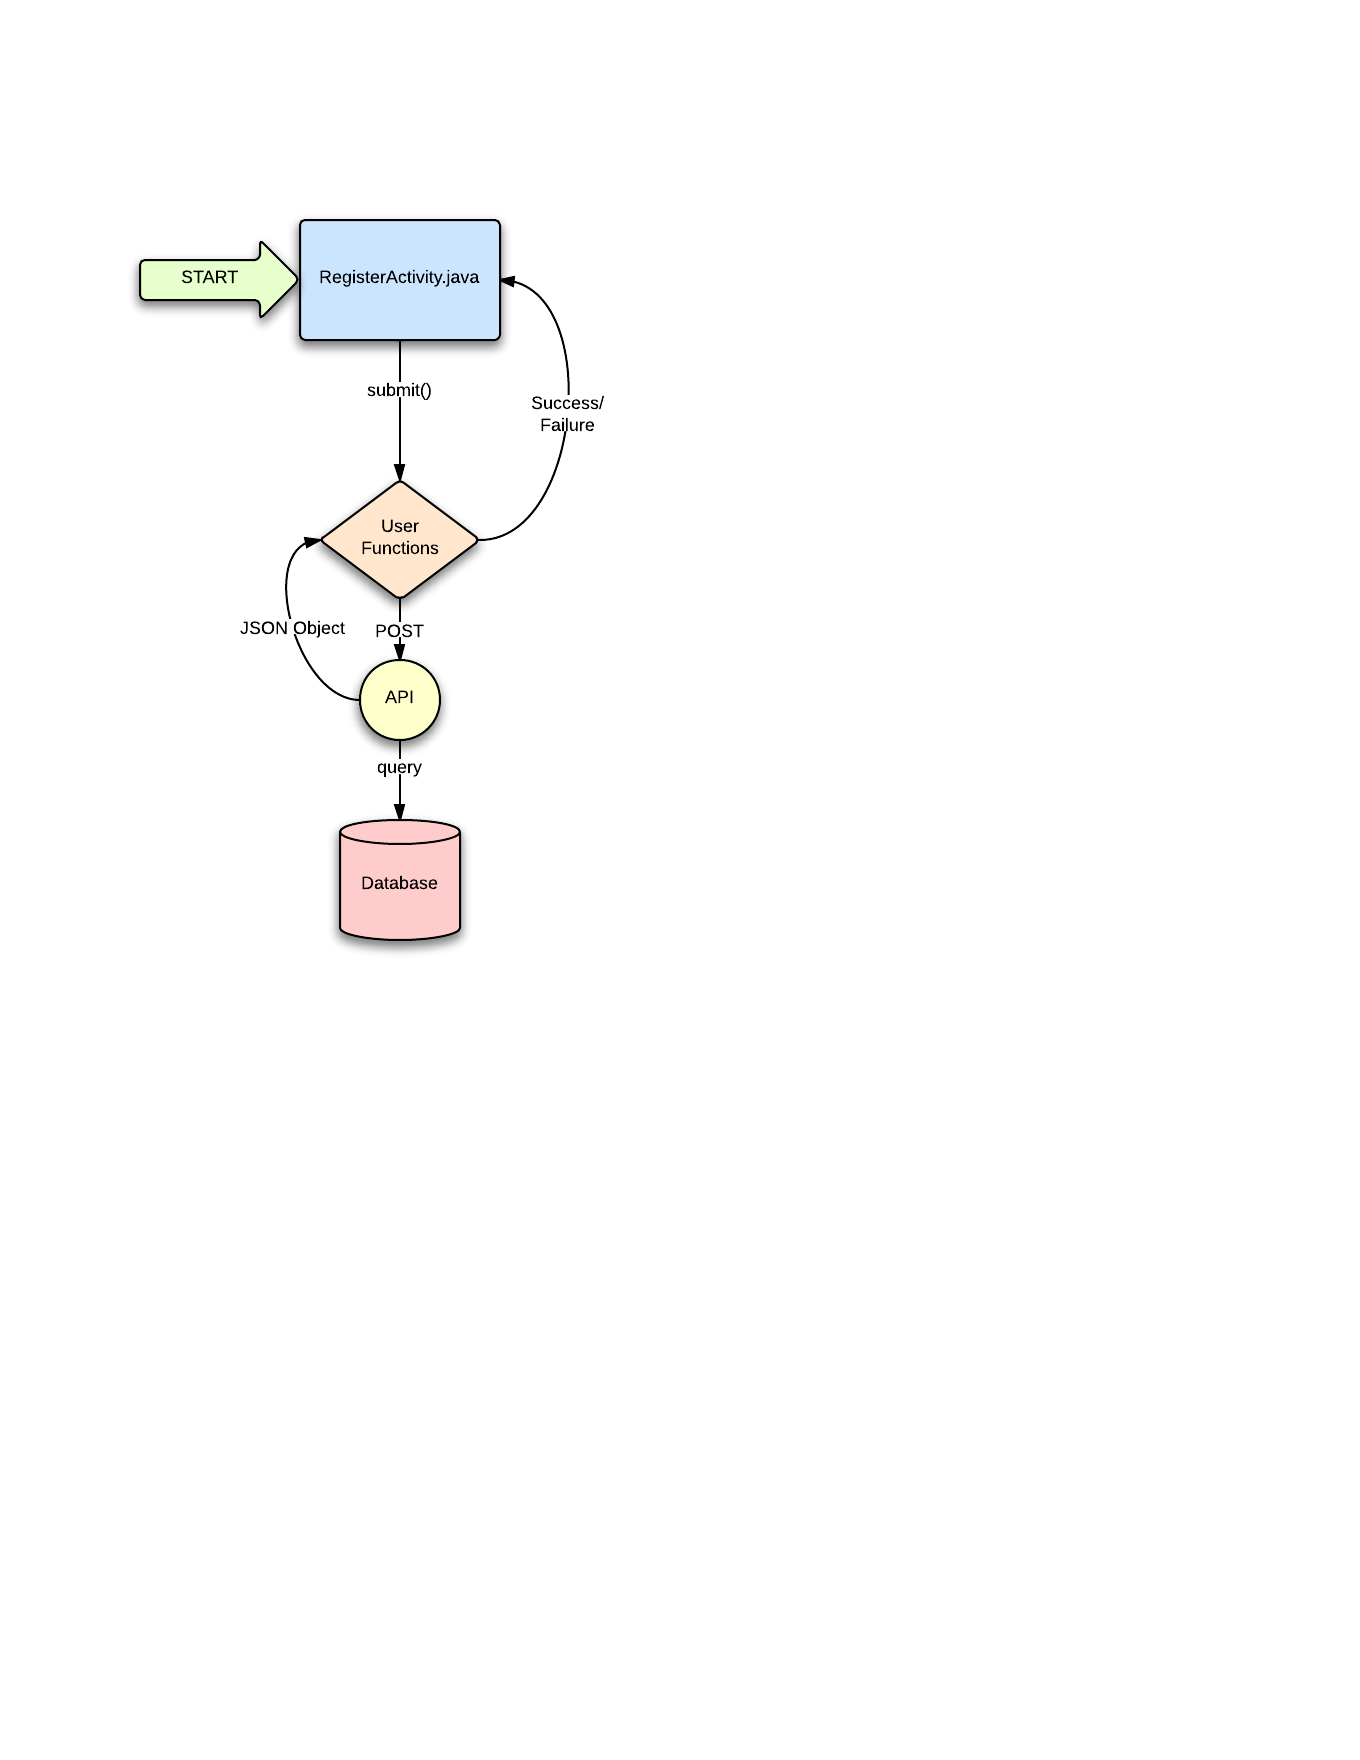 START
RegisterActivity.java
submit()
Success/
Failure
User
Functions
JSON Object
POST
API
query
Database